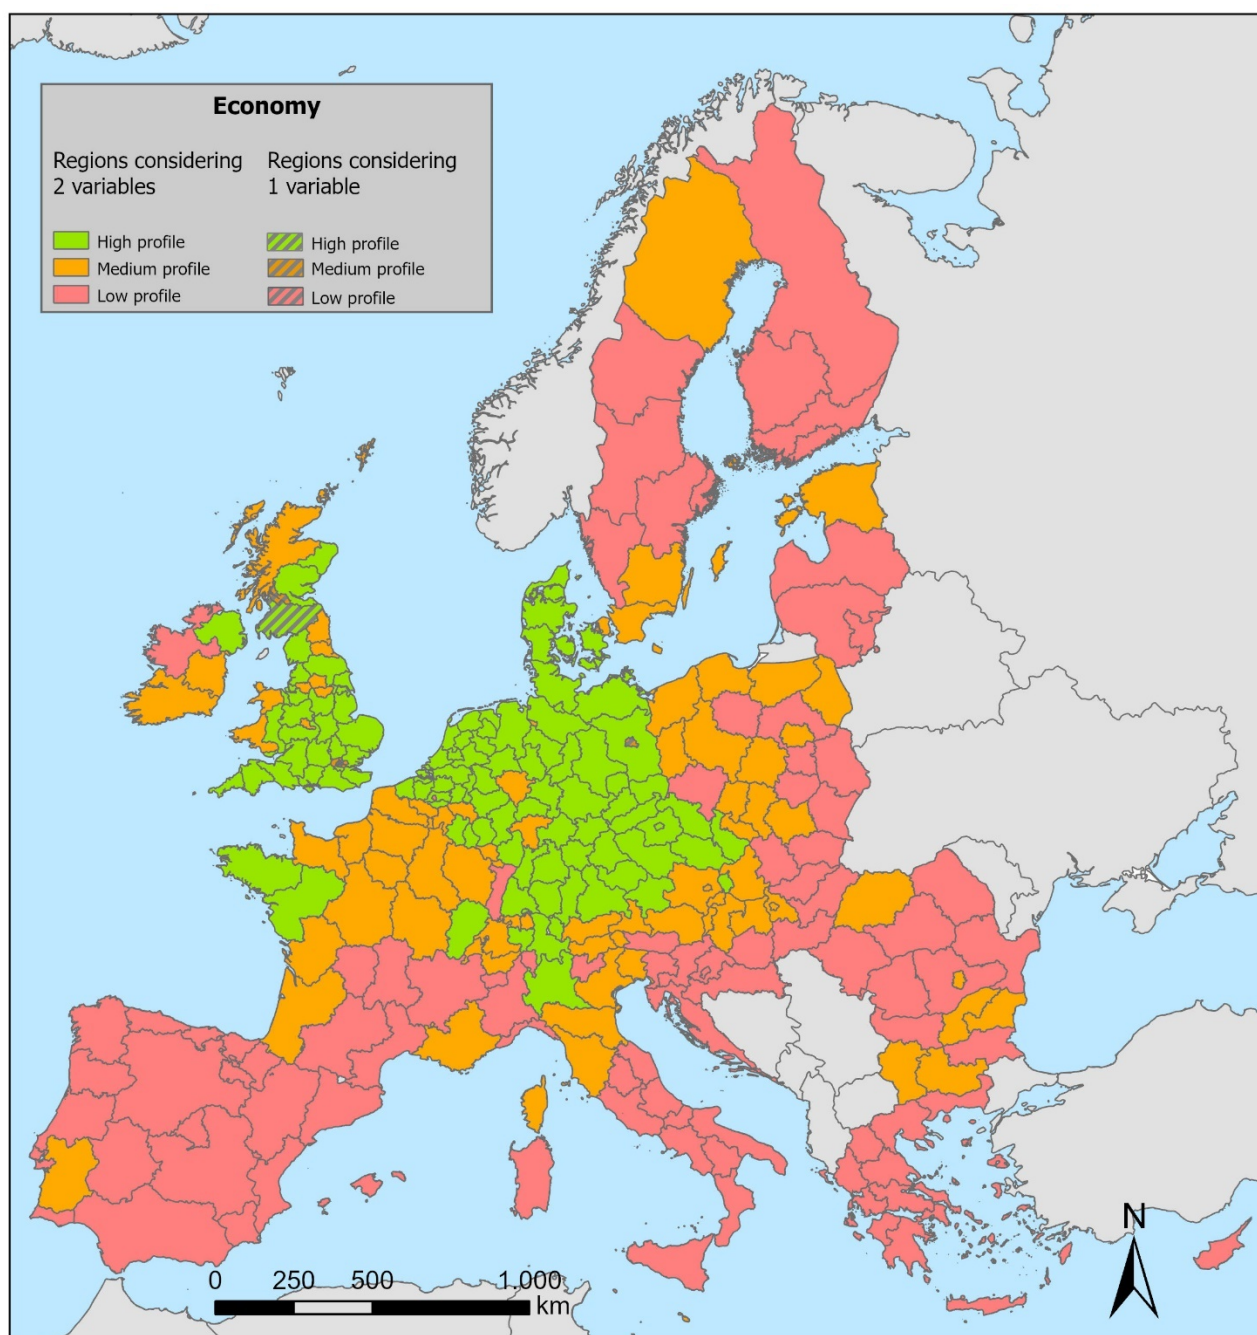 Economy
Regions considering
2 variables
Regions considering
1 variable
High profile
Medium profile
Low profile
High profile
Medium profile
Low profile
N
0 250 500 1.000
km